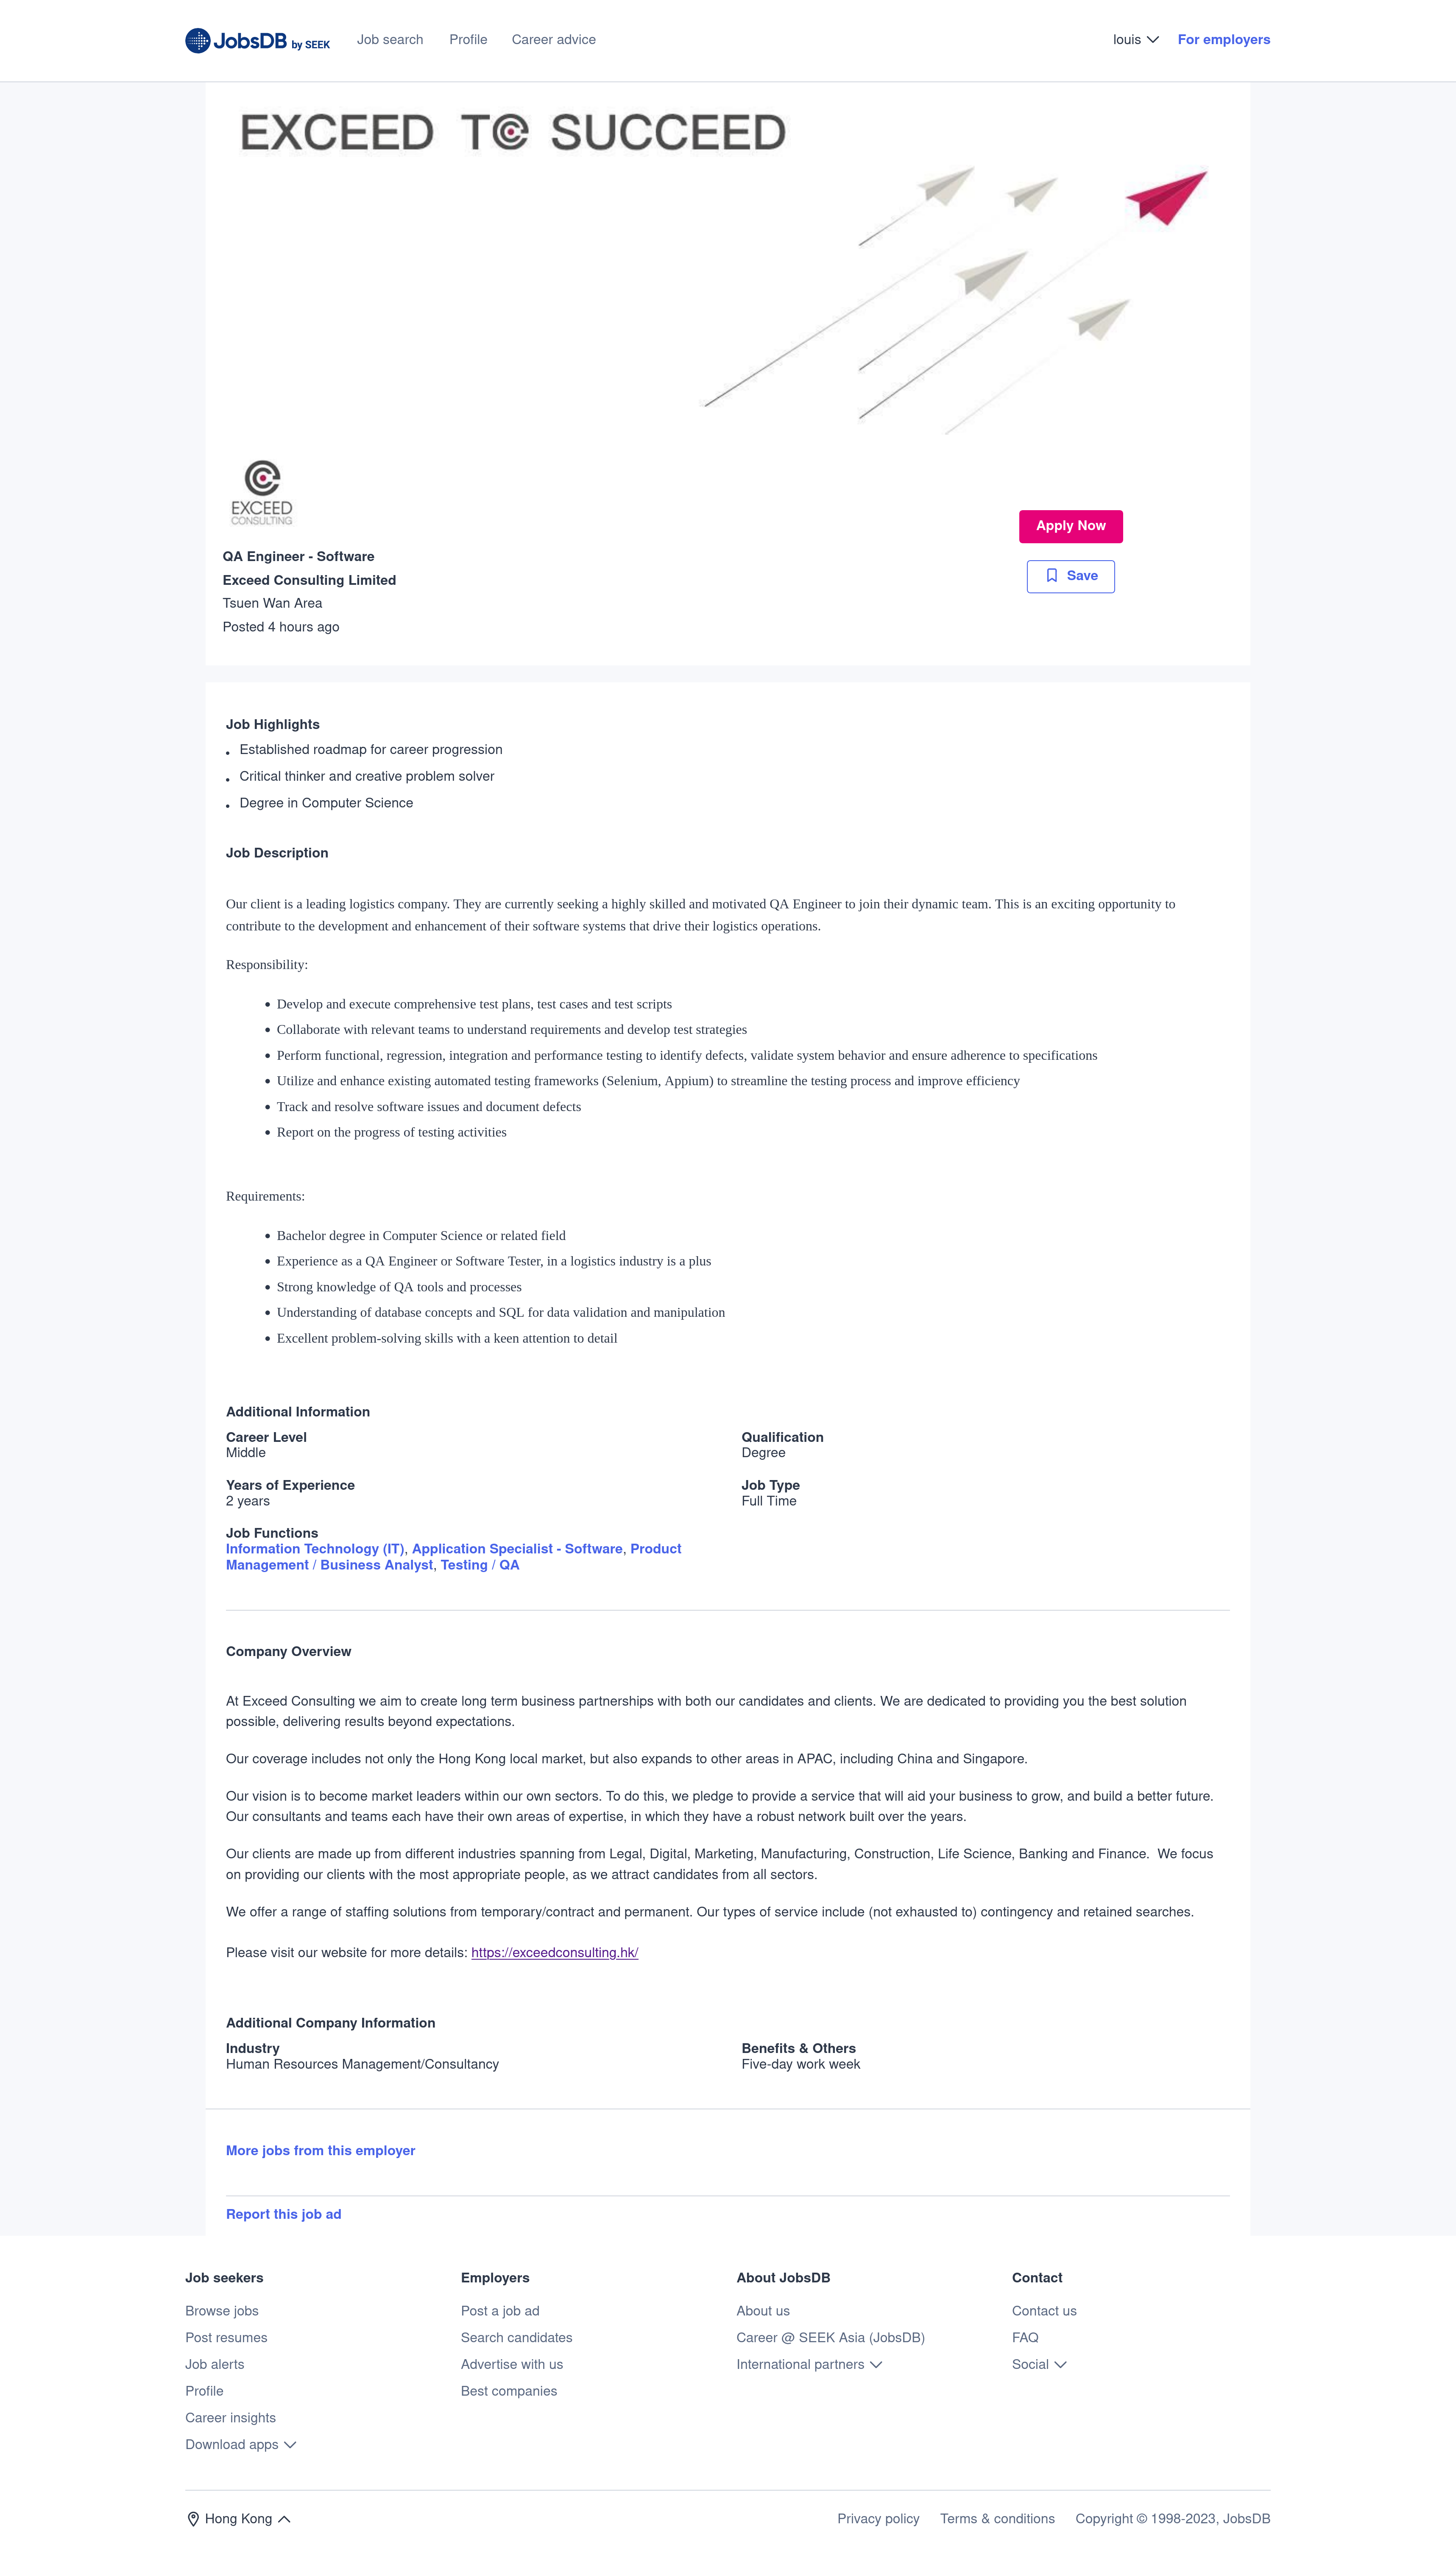 JobsDB by SEEK Job search Profile Career advice louis For employers
EXCEED TO SUCCEED
EXCEED
CONSULTING
Apply Now
QA Engineer - Software
Save
Exceed Consulting Limited
Tsuen Wan Area
Posted 4 hours ago
Job Highlights
Established roadmap for career progression
Critical thinker and creative problem solver
Degree in Computer Science
Job Description
Our client is a leading logistics company. They are currently seeking a highly skilled and motivated QA Engineer to join their dynamic team. This is an exciting opportunity to
contribute to the development and enhancement of their software systems that drive their logistics operations.
Responsibility:
Develop and execute comprehensive test plans, test cases and test scripts
Collaborate with relevant teams to understand requirements and develop test strategies
Perform functional, regression, integration and performance testing to identify defects, validate system behavior and ensure adherence to specifications
Utilize and enhance existing automated testing frameworks (Selenium, Appium) to streamline the testing process and improve efficiency
Track and resolve software issues and document defects
Report on the progress of testing activities
Requirements:
Bachelor degree in Computer Science or related field
Experience as a QA Engineer or Software Tester, in a logistics industry is a plus
Strong knowledge of QA tools and processes
Understanding of database concepts and SQL for data validation and manipulation
Excellent problem-solving skills with a keen attention to detail
Additional Information
Career Level Qualification
Middle Degree
Years of Experience Job Type
2 years Full Time
Job Functions
Information Technology (IT), Application Specialist - Software, Product
Management / Business Analyst, Testing / QA
Company Overview
At Exceed Consulting we aim to create long term business partnerships with both our candidates and clients. We are dedicated to providing you the best solution
possible, delivering results beyond expectations.
Our coverage includes not only the Hong Kong local market, but also expands to other areas in APAC, including China and Singapore.
Our vision is to become market leaders within our own sectors. To do this, we pledge to provide a service that will aid your business to grow, and build a better future.
Our consultants and teams each have their own areas of expertise, in which they have a robust network built over the years.
Our clients are made up from different industries spanning from Legal, Digital, Marketing, Manufacturing, Construction, Life Science, Banking and Finance. We focus
on providing our clients with the most appropriate people, as we attract candidates from all sectors.
We offer a range of staffing solutions from temporary/contract and permanent. Our types of service include (not exhausted to) contingency and retained searches.
Please visit our website for more details: https://exceedconsulting.hk/
Additional Company Information
Industry Benefits & Others
Human Resources Management/Consultancy Five-day work week
More jobs from this employer
Report this job ad
Job seekers Employers About JobsDB Contact
Browse jobs Post a job ad About us Contact us
Post resumes Search candidates Career @ SEEK Asia (JobsDB) FAQ
Job alerts Advertise with us International partners Social
Profile Best companies
Career insights
Download apps
Hong Kong Privacy policy Terms & conditions Copyright © 1998-2023, JobsDB